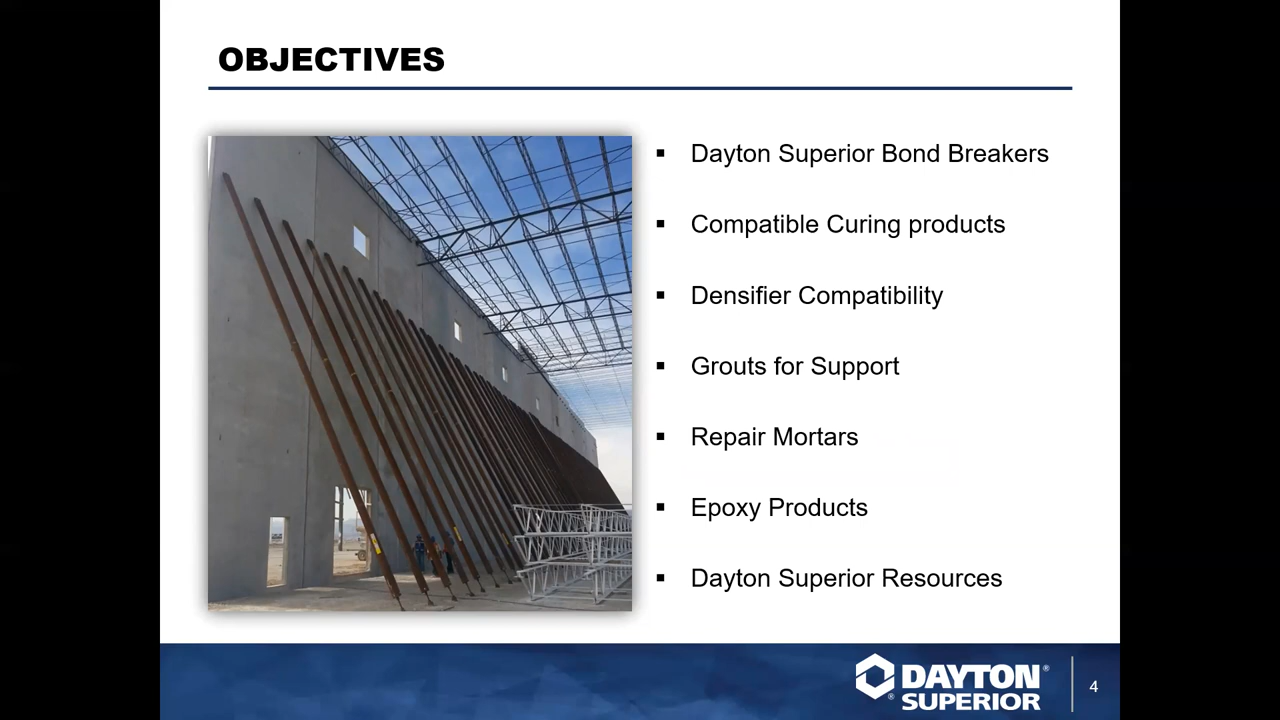 OBJECTIVES
▪ Dayton Superior Bond Breakers
▪ Compatible Curing products
▪ Densifier Compatibility
▪ Grouts for Support
▪ Repair Mortars
▪ Epoxy Products
▪ Dayton Superior Resources
DAYTON®
® SUPERIOR
4